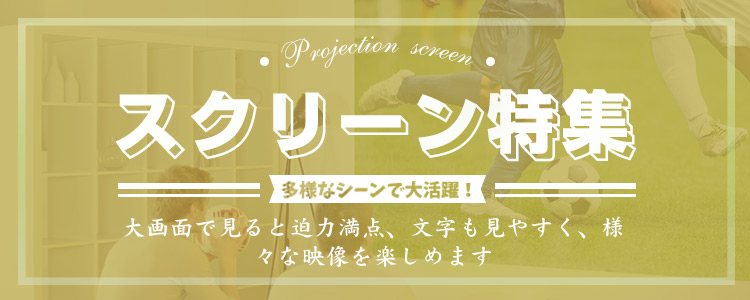 Projection screen
スクリーン特集
多様なシーンで大活躍！
大画面で見ると迫力満点、文字も見やすく、様
々な映像を楽しめます